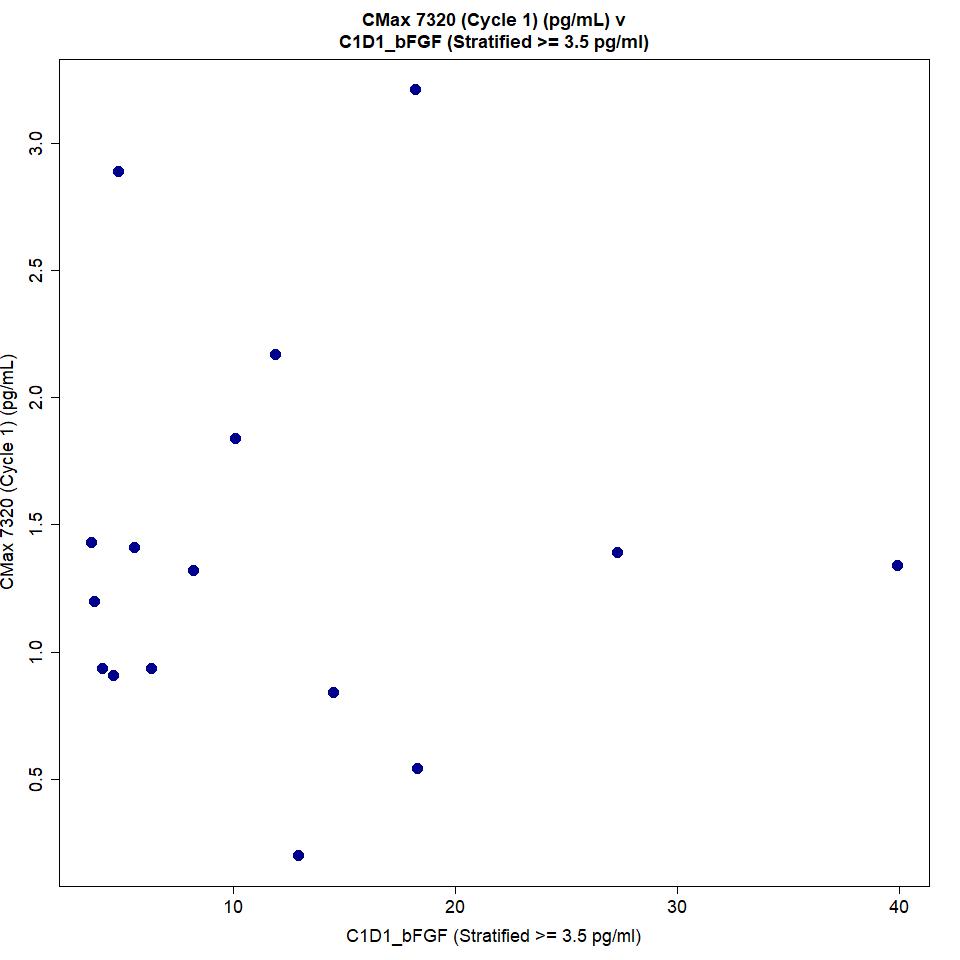 CMax 7320 (Cycle 1) (pg/mL) v
C1D1_bFGF (Stratified >= 3.5 pg/ml)
CMax 7320 (Cycle 1) (pg/mL)
3.0
2.5
2.0
1.5
1.0
0.5
10 20 30 40
C1D1_bFGF (Stratified >= 3.5 pg/ml)